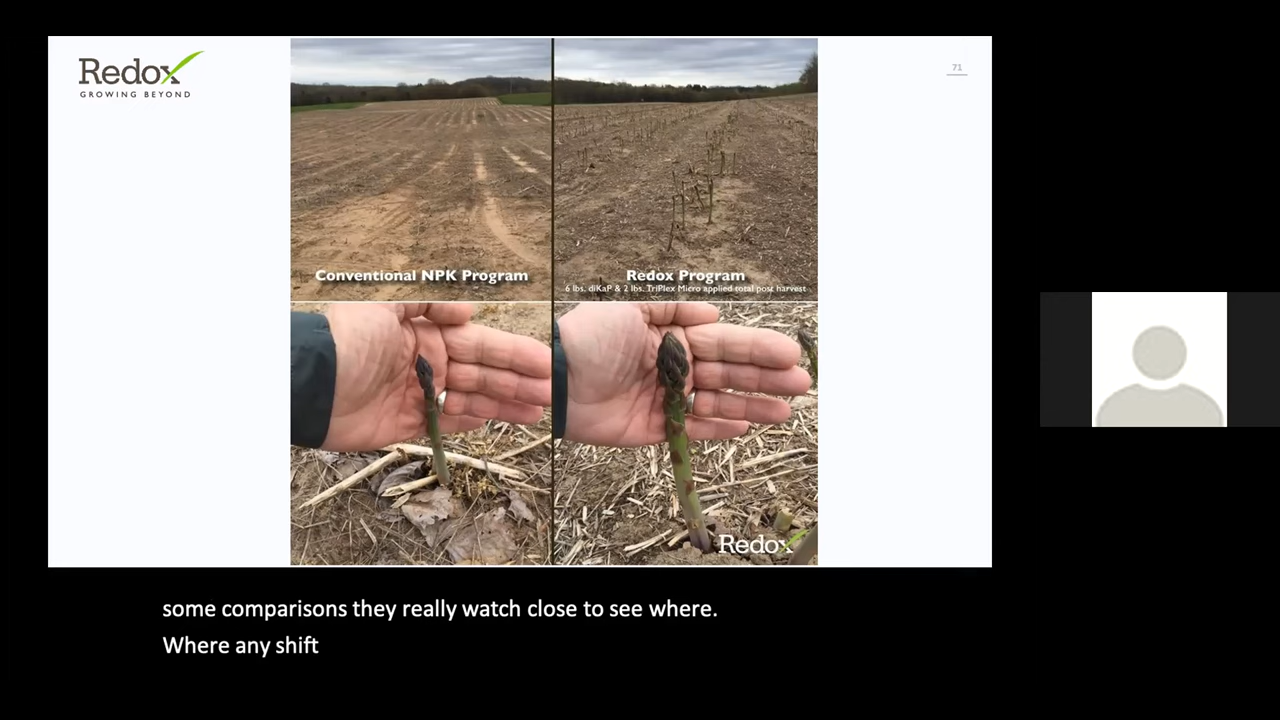 Redox
GROWING BEYOND
71
Conventional NPK Program
Redox Program
6 lbs. diKaP & 2 lbs. TriPlex Micro applied total post harvest
Redox
some comparisons they really watch close to see where.
Where any shift